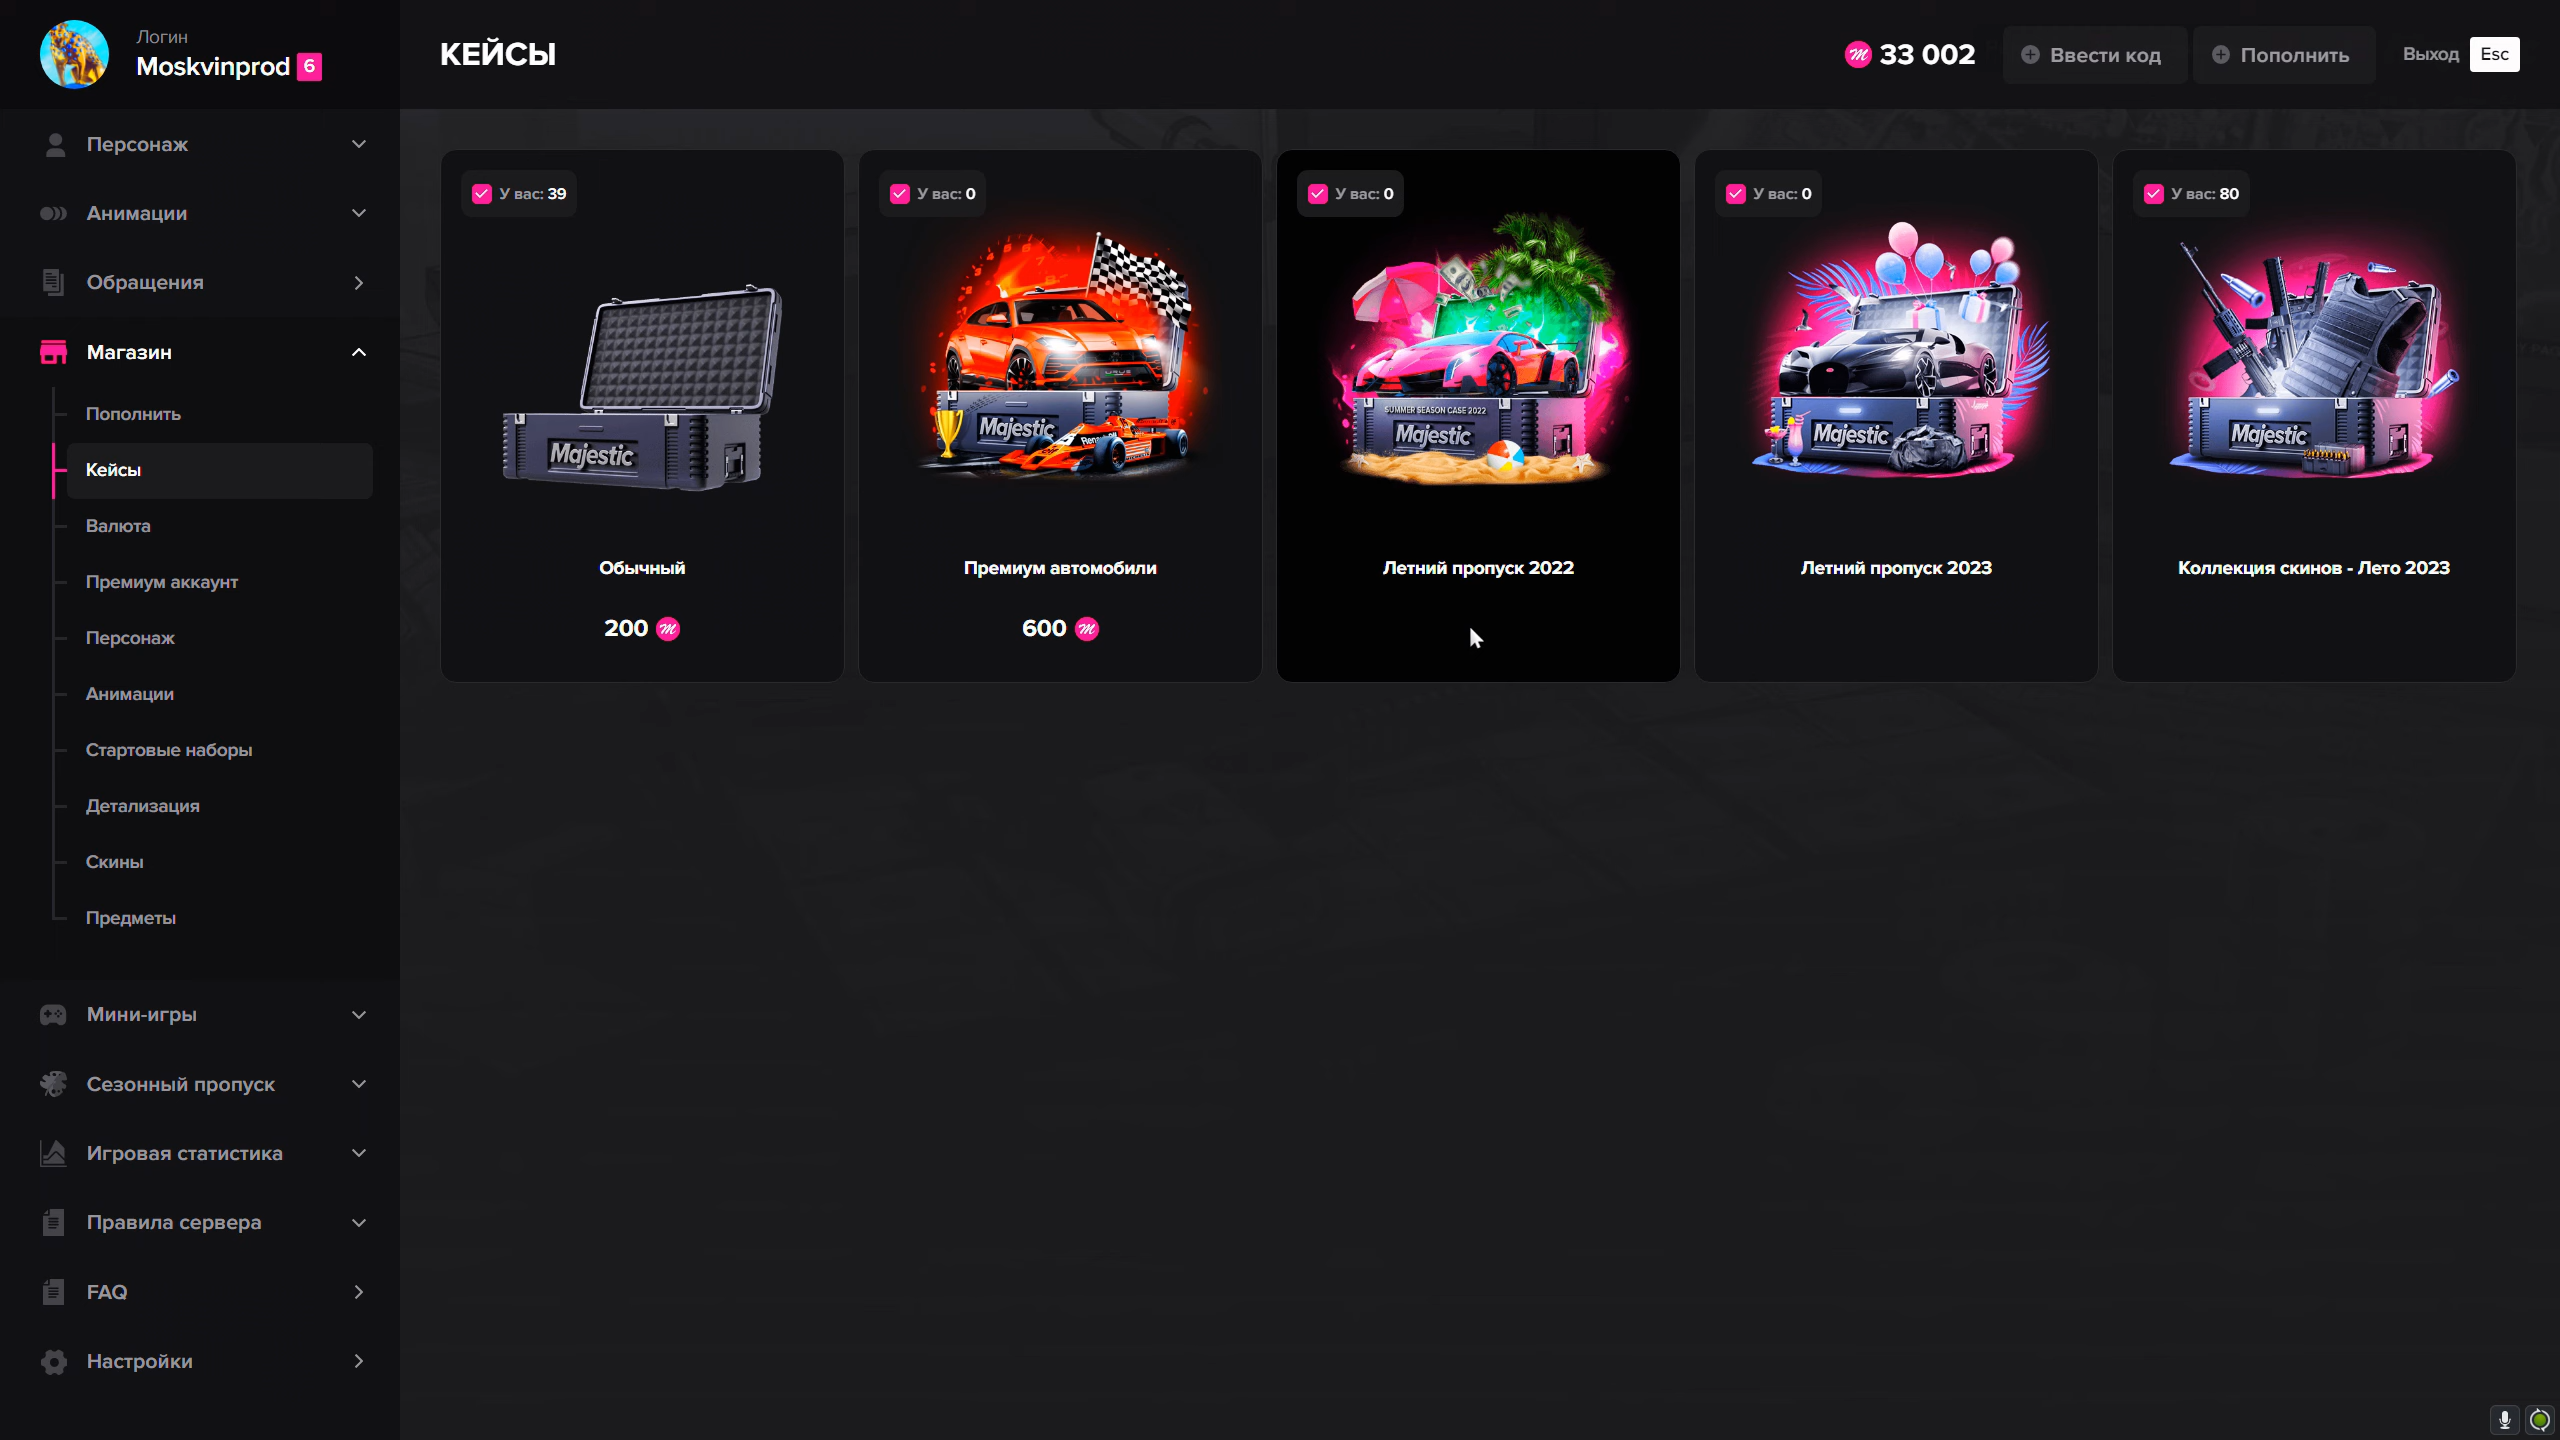 Логин
Moskvinprod 6
КЕЙСЫ
33 002
Ввести код
Пополнить
Выход
Esc
Персонаж
Анимации
Обращения
Магазин
Пополнить
Кейсы
Валюта
Премиум аккаунт
Персонаж
Анимации
Стартовые наборы
Детализация
Скины
Предметы
Мини-игры
Сезонный пропуск
Игровая статистика
Правила сервера
FAQ
Настройки
У вас: 39
Majestic
Обычный
200
У вас: 0
Majestic
Премиум автомобили
600
У вас: 0
SUMMER SEASON CASE 2022
Majestic
Летний пропуск 2022
У вас: 0
Majestic
Летний пропуск 2023
У вас: 80
Majestic
Коллекция скинов - Лето 2023